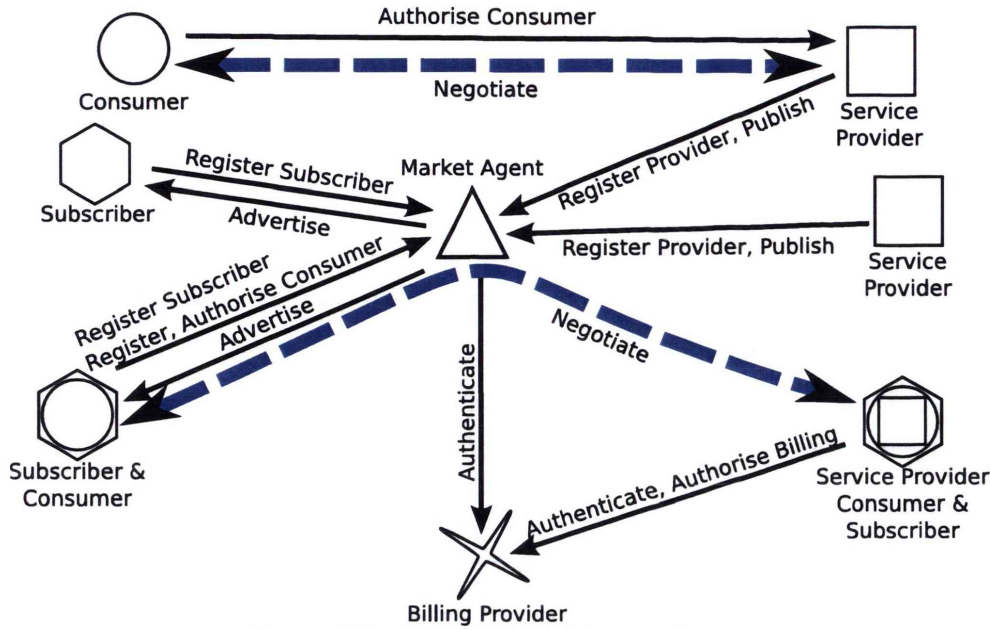 Authorise Consumer
Negotiate
Consumer
Service
Provider
Register Provider, Publish
Market Agent
Register Subscriber
Subscriber
Advertise
Register Provider, Publish
Service
Provider
Register Subscriber
Register, Authorise Consumer
Advertise
Negotiate
Authenticate
Subscriber &
Consumer
Authenticate, Authorise Billing
Service Provider
Consumer &
Subscriber
Billing Provider